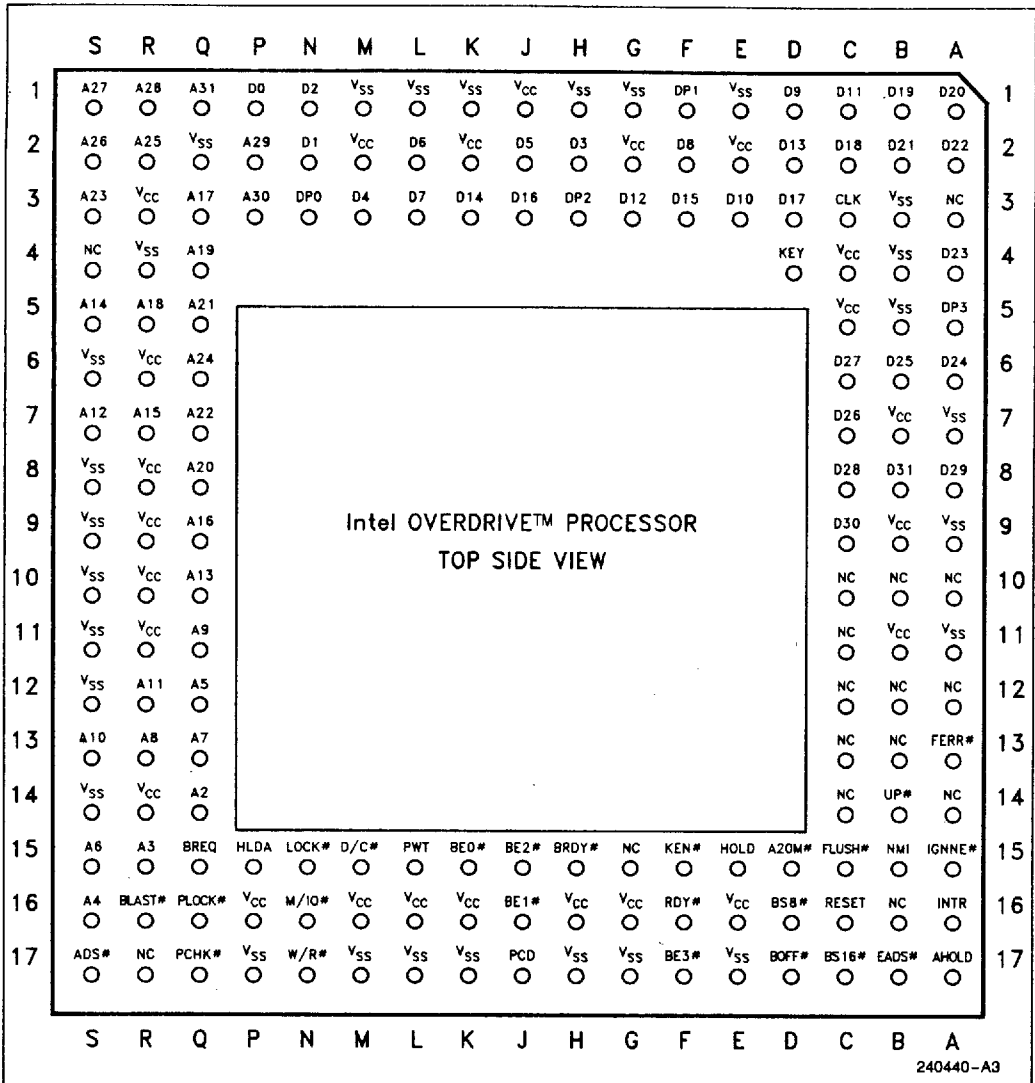 S R Q P N M L K J H G F E D C B A
1 A27 A28 A31 D0 D2 VSS VSS VSS VCC VSS VSS DP1 VSS D9 D11 D19 D20 1
2 A26 A25 VSS A29 D1 VCC D6 VCC D5 D3 VCC D8 VCC D13 D18 D21 D22 2
3 A23 VCC A17 A30 DP0 D4 D7 D14 D16 DP2 D12 D15 D10 D17 CLK VSS NC 3
4 NC VSS A19 KEY VCC VSS D23 4
5 A14 A18 A21 VCC VSS DP3 5
6 VSS VCC A24 D27 D25 D24 6
7 A12 A15 A22 D26 VCC VSS 7
8 VSS VCC A20 D28 D31 D29 8
9 VSS VCC A16 D30 VCC VSS 9
Intel OVERDRIVE™ PROCESSOR
TOP SIDE VIEW
10 VSS VCC A13 NC NC NC 10
11 VSS VCC A9 NC VCC VSS 11
12 VSS A11 A5 NC NC NC 12
13 A10 A8 A7 NC NC FERR# 13
14 VSS VCC A2 NC UP# NC 14
15 A6 A3 BREQ HLDA LOCK# D/C# PWT BE0# BE2# BRDY# NC KEN# HOLD A20M# FLUSH# NMI IGNNE# 15
16 A4 BLAST# PLOCK# VCC M/IO# VCC VCC VCC BE1# VCC VCC RDY# VCC BS8# RESET NC INTR 16
17 ADS# NC PCHK# VSS W/R# VSS VSS VSS PCD VSS VSS BE3# VSS BOFF# BS16# EADS# AHOLD 17
S R Q P N M L K J H G F E D C B A
240440-A3